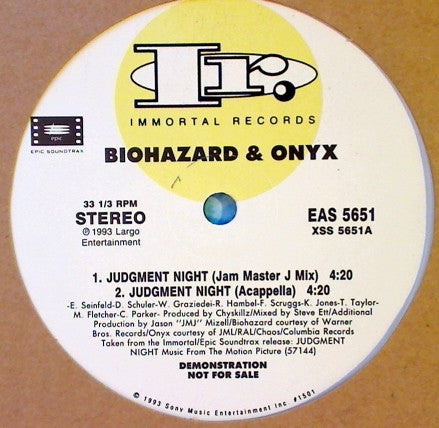 Ir.
IMMORTAL RECORDS
epic
EPIC SOUNDTRAX
BIOHAZARD & ONYX
33 1/3 RPM
STEREO
℗ 1993 Largo
Entertainment
EAS 5651
XSS 5651A
1. JUDGMENT NIGHT (Jam Master J Mix) 4:20
2. JUDGMENT NIGHT (Acappella) 4:20
-E. Seinfeld-D. Schuler-W. Graziedei-R. Hambel-F. Scruggs-K. Jones-T. Taylor-
M. Fletcher-C. Parker- Produced by Chyskillz/Mixed by Steve Ett/Additional
Production by Jason "JMJ" Mizell/Biohazard courtesy of Warner
Bros. Records/Onyx courtesy of JML/RAL/Chaos/Columbia Records
Taken from the Immortal/Epic Soundtrax release: JUDGMENT
NIGHT Music From The Motion Picture (57144)
DEMONSTRATION
NOT FOR SALE
© 1993 Sony Music Entertainment Inc. #1501